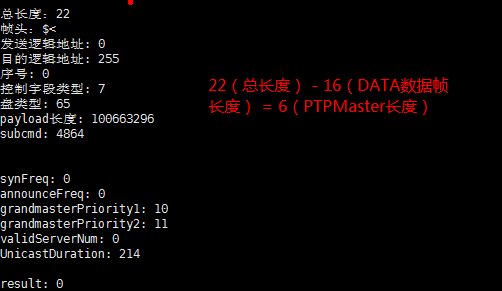 总长度: 22
帧头: $<
发送逻辑地址: 0
目的逻辑地址: 255
序号: 0
控制字段类型: 7
盘类型: 65
payload长度: 100663296
subcmd: 4864
22（总长度）－16（DATA数据帧
长度）＝6（PTPMaster长度）
synFreq: 0
announceFreq: 0
grandmasterPriority1: 10
grandmasterPriority2: 11
validServerNum: 0
UnicastDuration: 214
result: 0